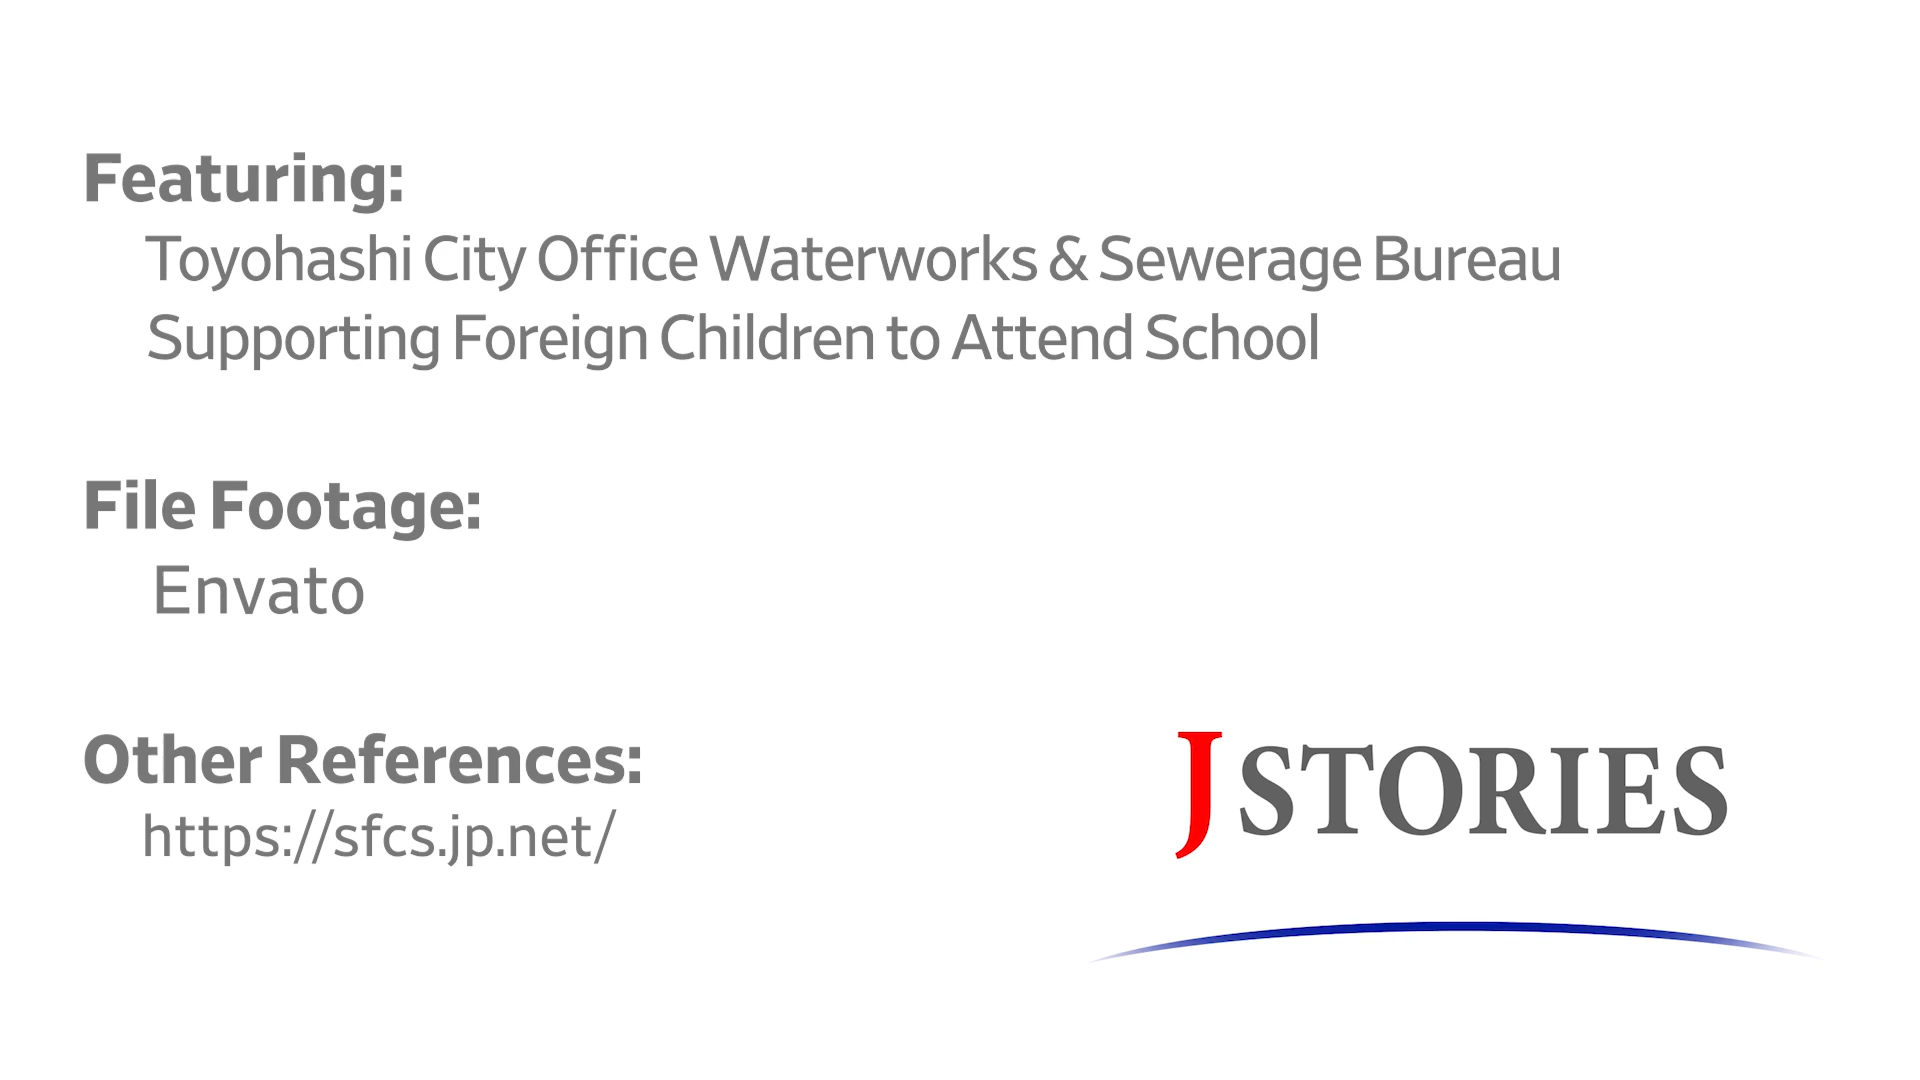 Featuring:
Toyohashi City Office Waterworks & Sewerage Bureau
Supporting Foreign Children to Attend School
File Footage:
Envato
Other References:
https://sfcs.jp.net/
J STORIES